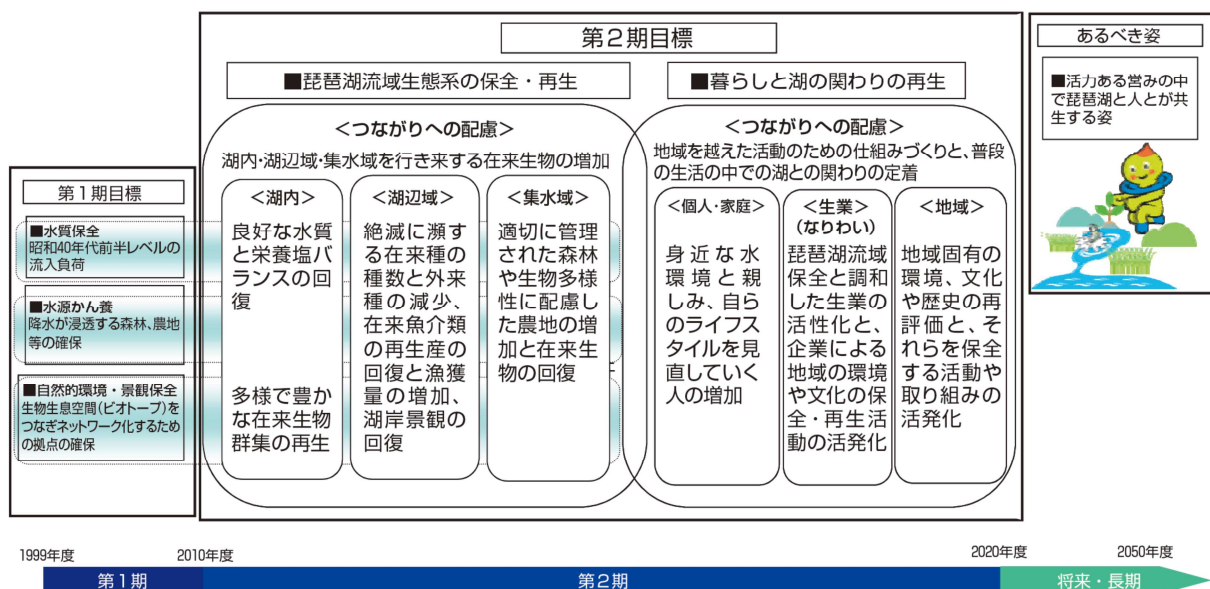 第1期目標
■水質保全
昭和40年代前半レベルの
流入負荷
■水源かん養
降水が浸透する森林、農地
等の確保
■自然的環境・景観保全
生物生息空間(ビオトープ)を
つなぎネットワーク化するため
の拠点の確保
第2期目標
■琵琶湖流域生態系の保全・再生
<つながりへの配慮>
湖内・湖辺域・集水域を行き来する在来生物の増加
<湖内>
良好な水質
と栄養塩バ
ランスの回
復
多様で豊か
な在来生物
群集の再生
<湖辺域>
絶滅に瀕す
る在来種の
種数と外来
種の減少、
在来魚介類
の再生産の
回復と漁獲
量の増加、
湖岸景観の
回復
<集水域>
適切に管理
された森林
や生物多様
性に配慮し
た農地の増
加と在来生
物の回復
■暮らしと湖の関わりの再生
<つながりへの配慮>
地域を越えた活動のための仕組みづくりと、普段
の生活の中での湖との関わりの定着
<個人・家庭>
身近な水
環境と親
しみ、自ら
のライフス
タイルを見
直していく
人の増加
<生業>
(なりわい)
琵琶湖流域
保全と調和
した生業の
活性化と、
企業による
地域の環境
や文化の保
全・再生活
動の活発化
<地域>
地域固有の
環境、文化
や歴史の再
評価と、そ
れらを保全
する活動や
取り組みの
活発化
あるべき姿
■活力ある営みの中
で琵琶湖と人とが共
生する姿
1999年度
2010年度
2020年度
2050年度
第1期
第2期
将来・長期